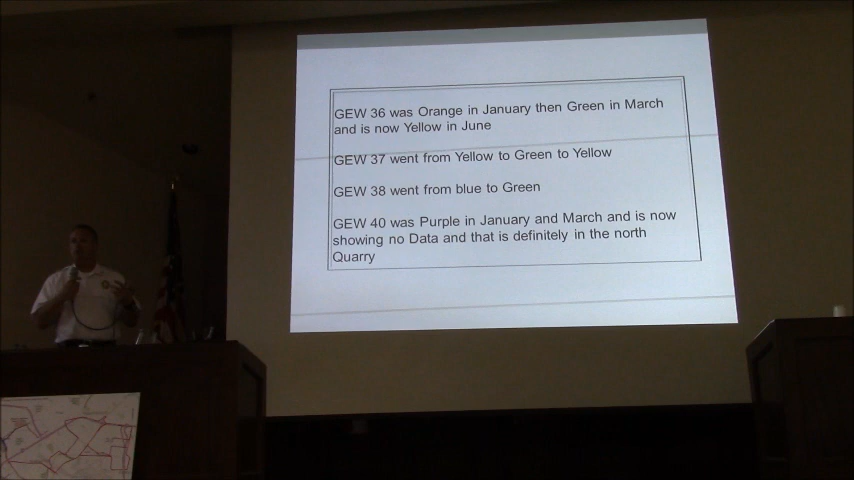 GEW 36 was Orange in January then Green in March
and is now Yellow in June
GEW 37 went from Yellow to Green to Yellow
GEW 38 went from blue to Green
GEW 40 was Purple in January and March and is now
showing no Data and that is definitely in the north
Quarry